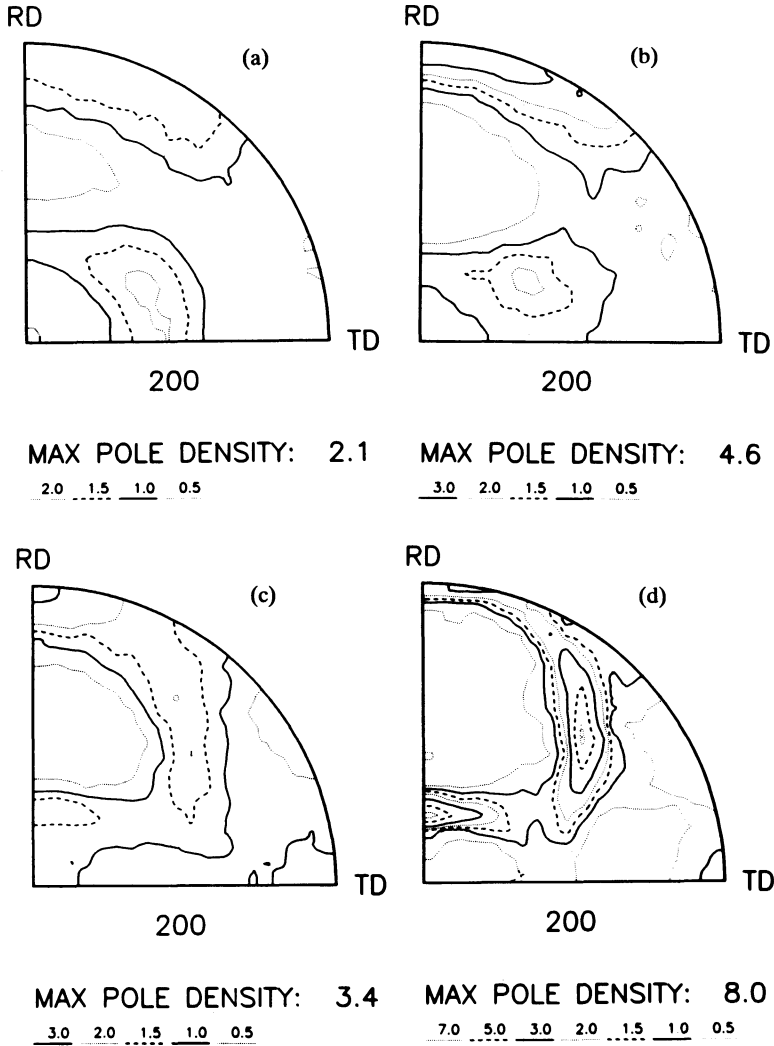 RD
(a)
TD
200
MAX POLE DENSITY: 2.1
2.0 1.5 1.0 0.5
RD
(b)
TD
200
MAX POLE DENSITY: 4.6
3.0 2.0 1.5 1.0 0.5
RD
(c)
TD
200
MAX POLE DENSITY: 3.4
3.0 2.0 1.5 1.0 0.5
RD
(d)
TD
200
MAX POLE DENSITY: 8.0
7.0 5.0 3.0 2.0 1.5 1.0 0.5